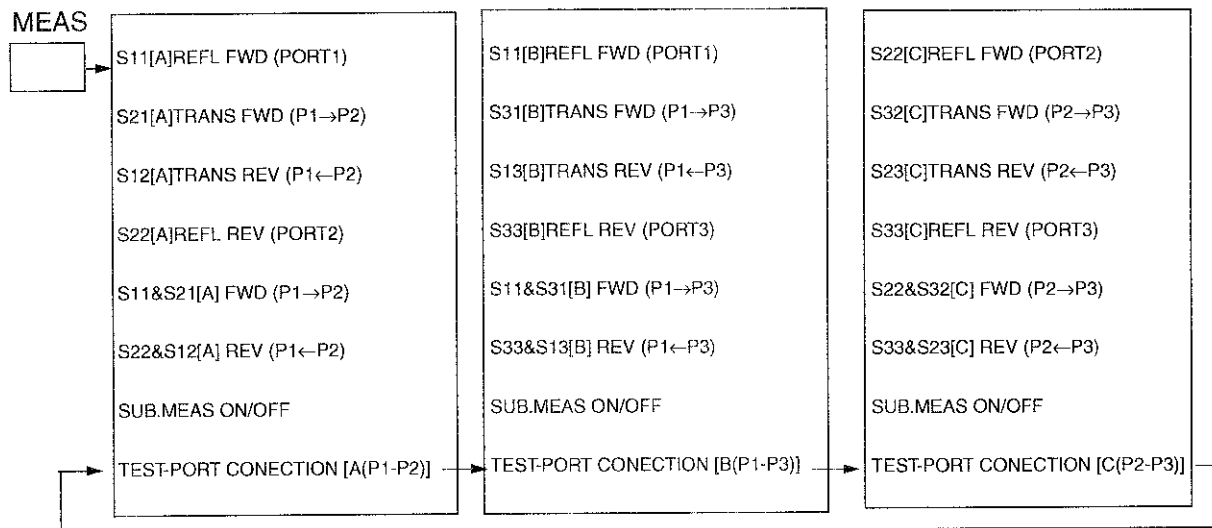 MEAS
S11[A]REFL FWD (PORT1)
S21[A]TRANS FWD (P1→P2)
S12[A]TRANS REV (P1←P2)
S22[A]REFL REV (PORT2)
S11&S21[A] FWD (P1→P2)
S22&S12[A] REV (P1←P2)
SUB.MEAS ON/OFF
TEST-PORT CONECTION [A(P1-P2)]
S11[B]REFL FWD (PORT1)
S31[B]TRANS FWD (P1→P3)
S13[B]TRANS REV (P1←P3)
S33[B]REFL REV (PORT3)
S11&S31[B] FWD (P1→P3)
S33&S13[B] REV (P1←P3)
SUB.MEAS ON/OFF
TEST-PORT CONECTION [B(P1-P3)]
S22[C]REFL FWD (PORT2)
S32[C]TRANS FWD (P2→P3)
S23[C]TRANS REV (P2←P3)
S33[C]REFL REV (PORT3)
S22&S32[C] FWD (P2→P3)
S33&S23[C] REV (P2←P3)
SUB.MEAS ON/OFF
TEST-PORT CONECTION [C(P2-P3)]